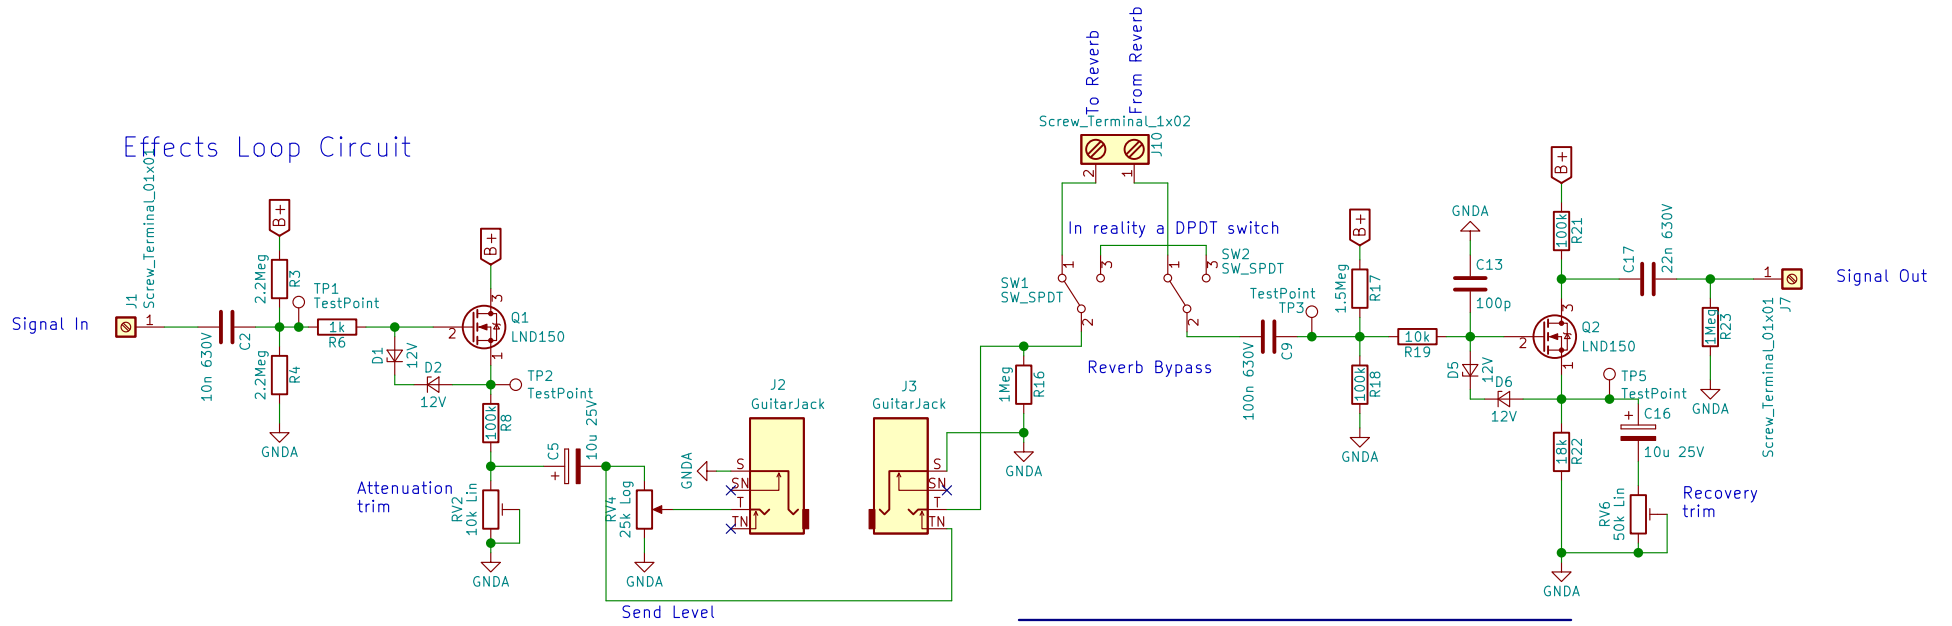 Effects Loop Circuit
Signal In
J1
Screw_Terminal_01x01
1
10n 630V
C2
B+
2.2Meg
R3
2.2Meg
R4
GNDA
TP1
TestPoint
1k
R6
D1
12V
D2
12V
B+
Q1
LND150
3
2
1
TP2
TestPoint
100k
R8
C5
10u 25V
+
Attenuation
trim
RV2
10k Lin
GNDA
RV4
25k Log
GNDA
Send Level
J2
GuitarJack
GNDA
S
SN
T
TN
J3
GuitarJack
S
SN
T
TN
1Meg
R16
GNDA
To Reverb
From Reverb
Screw_Terminal_1x02
J10
2
1
In reality a DPDT switch
SW1
SW_SPDT
1
3
2
SW2
SW_SPDT
1
3
2
Reverb Bypass
100n 630V
C9
TestPoint
TP3
B+
1.5Meg
R17
100k
R18
GNDA
10k
R19
GNDA
C13
100p
D5
12V
D6
12V
B+
100k
R21
Q2
LND150
3
2
1
TP5
TestPoint
18k
R22
+
C16
10u 25V
RV6
50k Lin
Recovery
trim
GNDA
C17
22n 630V
1Meg
R23
GNDA
1
J7
Screw_Terminal_01x01
Signal Out